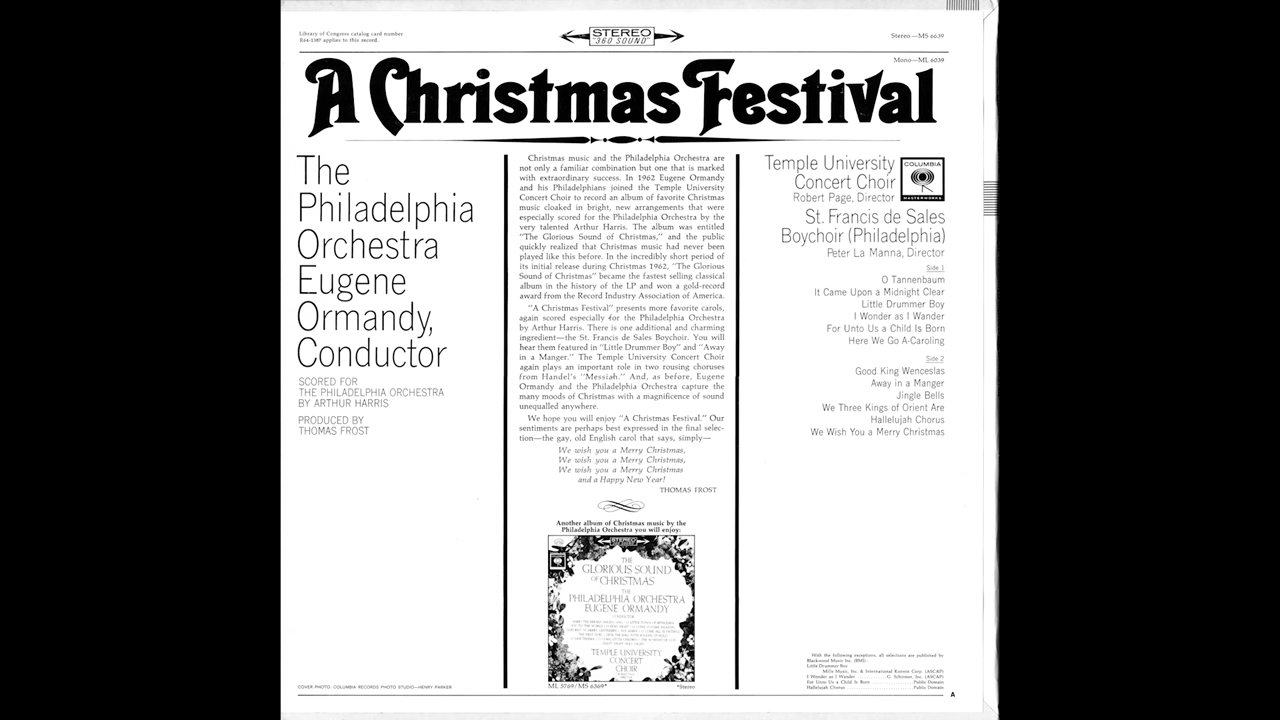 Library of Congress catalog card number
R64-1387 applies to this record.
STEREO
"360 SOUND"
Stereo—MS 6639
Mono—ML 6039
A Christmas Festival
The
Philadelphia
Orchestra
Eugene
Ormandy,
Conductor
SCORED FOR
THE PHILADELPHIA ORCHESTRA
BY ARTHUR HARRIS
PRODUCED BY
THOMAS FROST
Christmas music and the Philadelphia Orchestra are
not only a familiar combination but one that is marked
with extraordinary success. In 1962 Eugene Ormandy
and his Philadelphians joined the Temple University
Concert Choir to record an album of favorite Christmas
music cloaked in bright, new arrangements that were
especially scored for the Philadelphia Orchestra by the
very talented Arthur Harris. The album was entitled
"The Glorious Sound of Christmas," and the public
quickly realized that Christmas music had never been
played like this before. In the incredibly short period of
its initial release during Christmas 1962, "The Glorious
Sound of Christmas" became the fastest selling classical
album in the history of the LP and won a gold-record
award from the Record Industry Association of America.
"A Christmas Festival" presents more favorite carols,
again scored especially for the Philadelphia Orchestra
by Arthur Harris. There is one additional and charming
ingredient—the St. Francis de Sales Boychoir. You will
hear them featured in "Little Drummer Boy" and "Away
in a Manger." The Temple University Concert Choir
again plays an important role in two rousing choruses
from Handel's "Messiah." And, as before, Eugene
Ormandy and the Philadelphia Orchestra capture the
many moods of Christmas with a magnificence of sound
unequalled anywhere.
We hope you will enjoy "A Christmas Festival." Our
sentiments are perhaps best expressed in the final selec-
tion—the gay, old English carol that says, simply—
We wish you a Merry Christmas,
We wish you a Merry Christmas,
We wish you a Merry Christmas
and a Happy New Year!
THOMAS FROST
Another album of Christmas music by the
Philadelphia Orchestra you will enjoy:
STEREO
THE
GLORIOUS SOUND
OF CHRISTMAS
THE
PHILADELPHIA ORCHESTRA
EUGENE ORMANDY
CONDUCTOR
TEMPLE UNIVERSITY
CONCERT
CHOIR
ML 5769/MS 6369*
*Stereo
Temple University
Concert Choir
Robert Page, Director
COLUMBIA
MASTERWORKS
St. Francis de Sales
Boychoir (Philadelphia)
Peter La Manna, Director
Side 1
O Tannenbaum
It Came Upon a Midnight Clear
Little Drummer Boy
I Wonder as I Wander
For Unto Us a Child Is Born
Here We Go A-Caroling
Side 2
Good King Wenceslas
Away in a Manger
Jingle Bells
We Three Kings of Orient Are
Hallelujah Chorus
We Wish You a Merry Christmas
With the following exceptions, all selections are published by
Blackwood Music Inc. (BMI):
Little Drummer Boy
Mills Music, Inc. & International Korwin Corp. (ASCAP)
I Wonder as I Wander G. Schirmer, Inc. (ASCAP)
For Unto Us a Child Is Born Public Domain
Hallelujah Chorus Public Domain
COVER PHOTO: COLUMBIA RECORDS PHOTO STUDIO—HENRY PARKER
A